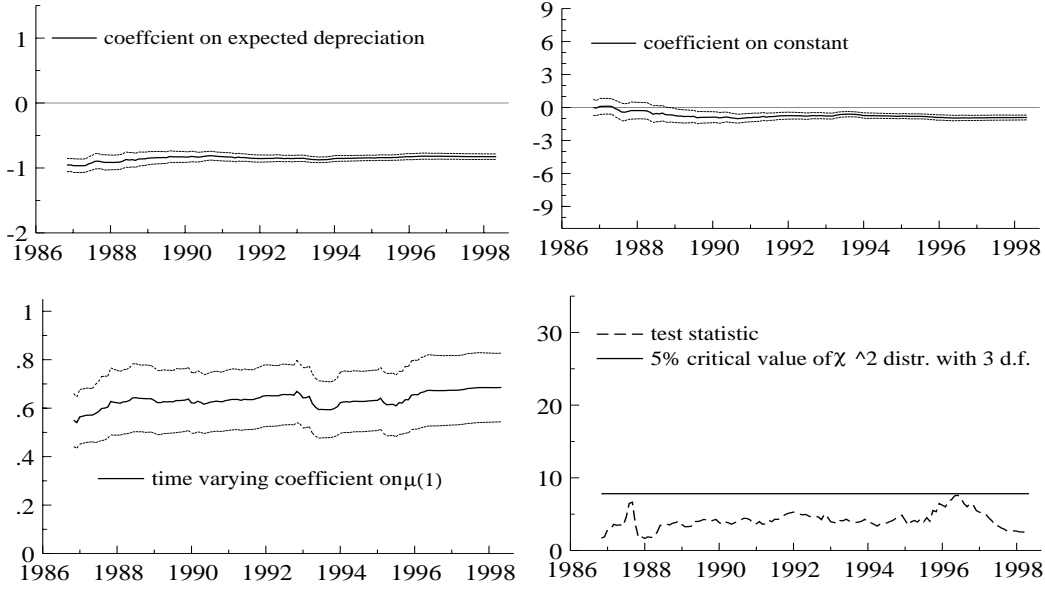 1
0
-1
-2
coeffcient on expected depreciation
1986 1988 1990 1992 1994 1996 1998
9
6
3
0
-3
-6
-9
coefficient on constant
1986 1988 1990 1992 1994 1996 1998
1
.8
.6
.4
.2
0
time varying coefficient on μ(1)
1986 1988 1990 1992 1994 1996 1998
30
20
10
0
test statistic
5% critical value of χ ^2 distr. with 3 d.f.
1986 1988 1990 1992 1994 1996 1998